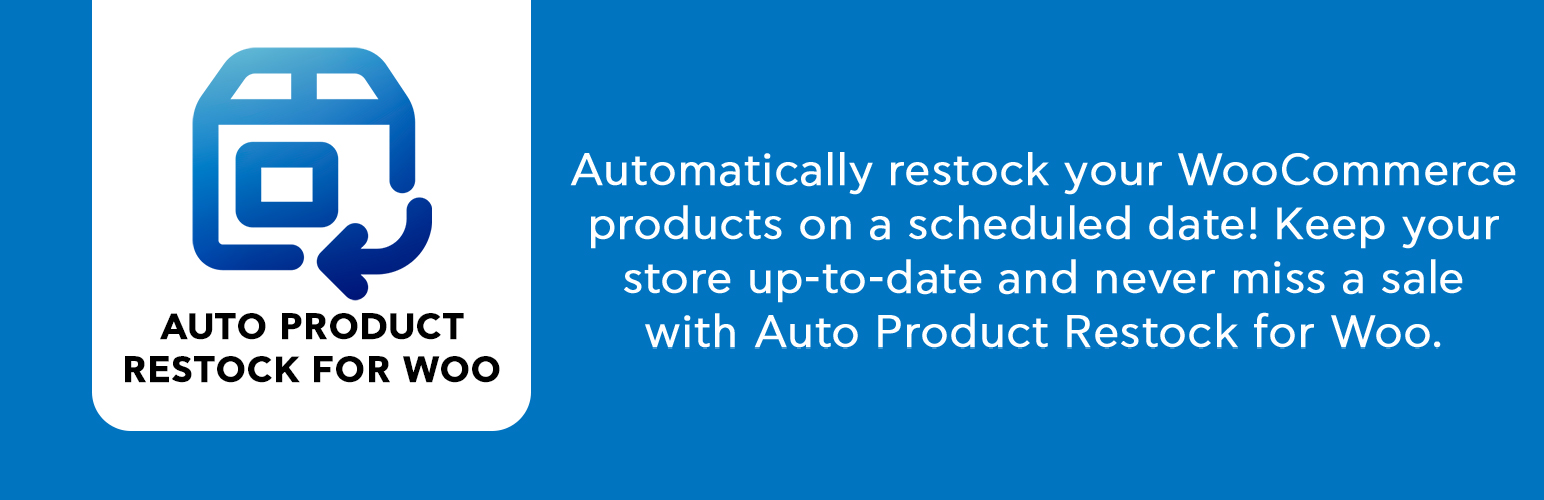 AUTO PRODUCT
RESTOCK FOR WOO
Automatically restock your WooCommerce
products on a scheduled date! Keep your
store up-to-date and never miss a sale
with Auto Product Restock for Woo.